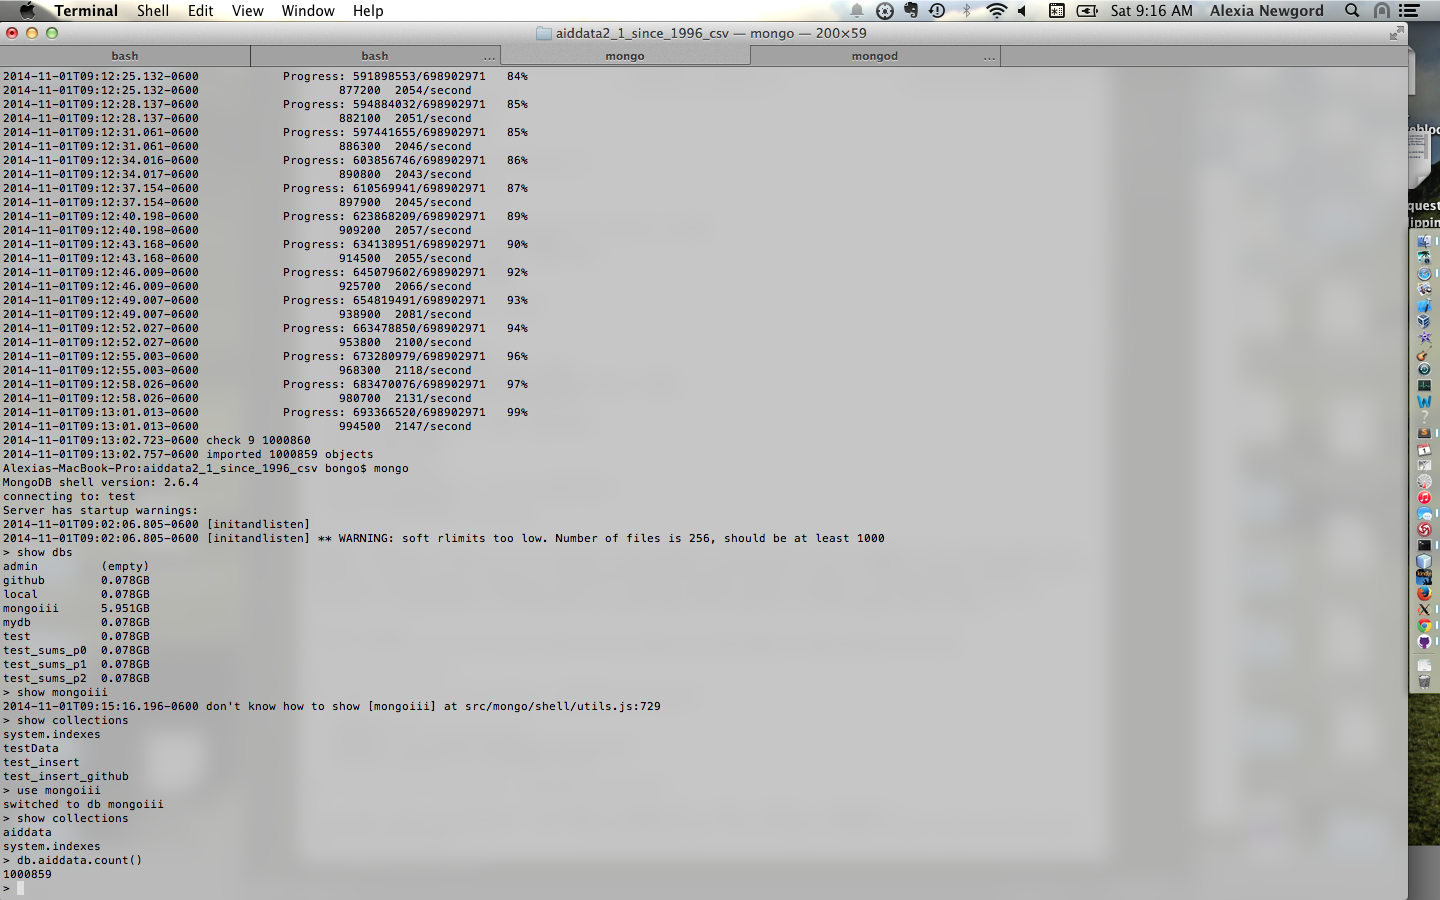 Terminal Shell Edit View Window Help Sat 9:16 AM Alexia Newgord
aiddata2_1_since_1996_csv — mongo — 200×59
bash bash ... mongo mongod ...
2014-11-01T09:12:25.132-0600 Progress: 591898553/698902971 84%
2014-11-01T09:12:25.132-0600 877200 2054/second
2014-11-01T09:12:28.137-0600 Progress: 594884032/698902971 85%
2014-11-01T09:12:28.137-0600 882100 2051/second
2014-11-01T09:12:31.061-0600 Progress: 597441655/698902971 85%
2014-11-01T09:12:31.061-0600 886300 2046/second
2014-11-01T09:12:34.016-0600 Progress: 603856746/698902971 86%
2014-11-01T09:12:34.017-0600 890800 2043/second
2014-11-01T09:12:37.154-0600 Progress: 610569941/698902971 87%
2014-11-01T09:12:37.154-0600 897900 2045/second
2014-11-01T09:12:40.198-0600 Progress: 623868209/698902971 89%
2014-11-01T09:12:40.198-0600 909200 2057/second
2014-11-01T09:12:43.168-0600 Progress: 634138951/698902971 90%
2014-11-01T09:12:43.168-0600 914500 2055/second
2014-11-01T09:12:46.009-0600 Progress: 645079602/698902971 92%
2014-11-01T09:12:46.009-0600 925700 2066/second
2014-11-01T09:12:49.007-0600 Progress: 654819491/698902971 93%
2014-11-01T09:12:49.007-0600 938900 2081/second
2014-11-01T09:12:52.027-0600 Progress: 663478850/698902971 94%
2014-11-01T09:12:52.027-0600 953800 2100/second
2014-11-01T09:12:55.003-0600 Progress: 673280979/698902971 96%
2014-11-01T09:12:55.003-0600 968300 2118/second
2014-11-01T09:12:58.026-0600 Progress: 683470076/698902971 97%
2014-11-01T09:12:58.026-0600 980700 2131/second
2014-11-01T09:13:01.013-0600 Progress: 693366520/698902971 99%
2014-11-01T09:13:01.013-0600 994500 2147/second
2014-11-01T09:13:02.723-0600 check 9 1000860
2014-11-01T09:13:02.757-0600 imported 1000859 objects
Alexias-MacBook-Pro:aiddata2_1_since_1996_csv bongo$ mongo
MongoDB shell version: 2.6.4
connecting to: test
Server has startup warnings:
2014-11-01T09:02:06.805-0600 [initandlisten]
2014-11-01T09:02:06.805-0600 [initandlisten] ** WARNING: soft rlimits too low. Number of files is 256, should be at least 1000
> show dbs
admin (empty)
github 0.078GB
local 0.078GB
mongoiii 5.951GB
mydb 0.078GB
test 0.078GB
test_sums_p0 0.078GB
test_sums_p1 0.078GB
test_sums_p2 0.078GB
> show mongoiii
2014-11-01T09:15:16.196-0600 don't know how to show [mongoiii] at src/mongo/shell/utils.js:729
> show collections
system.indexes
testData
test_insert
test_insert_github
> use mongoiii
switched to db mongoiii
> show collections
aiddata
system.indexes
> db.aiddata.count()
1000859
>